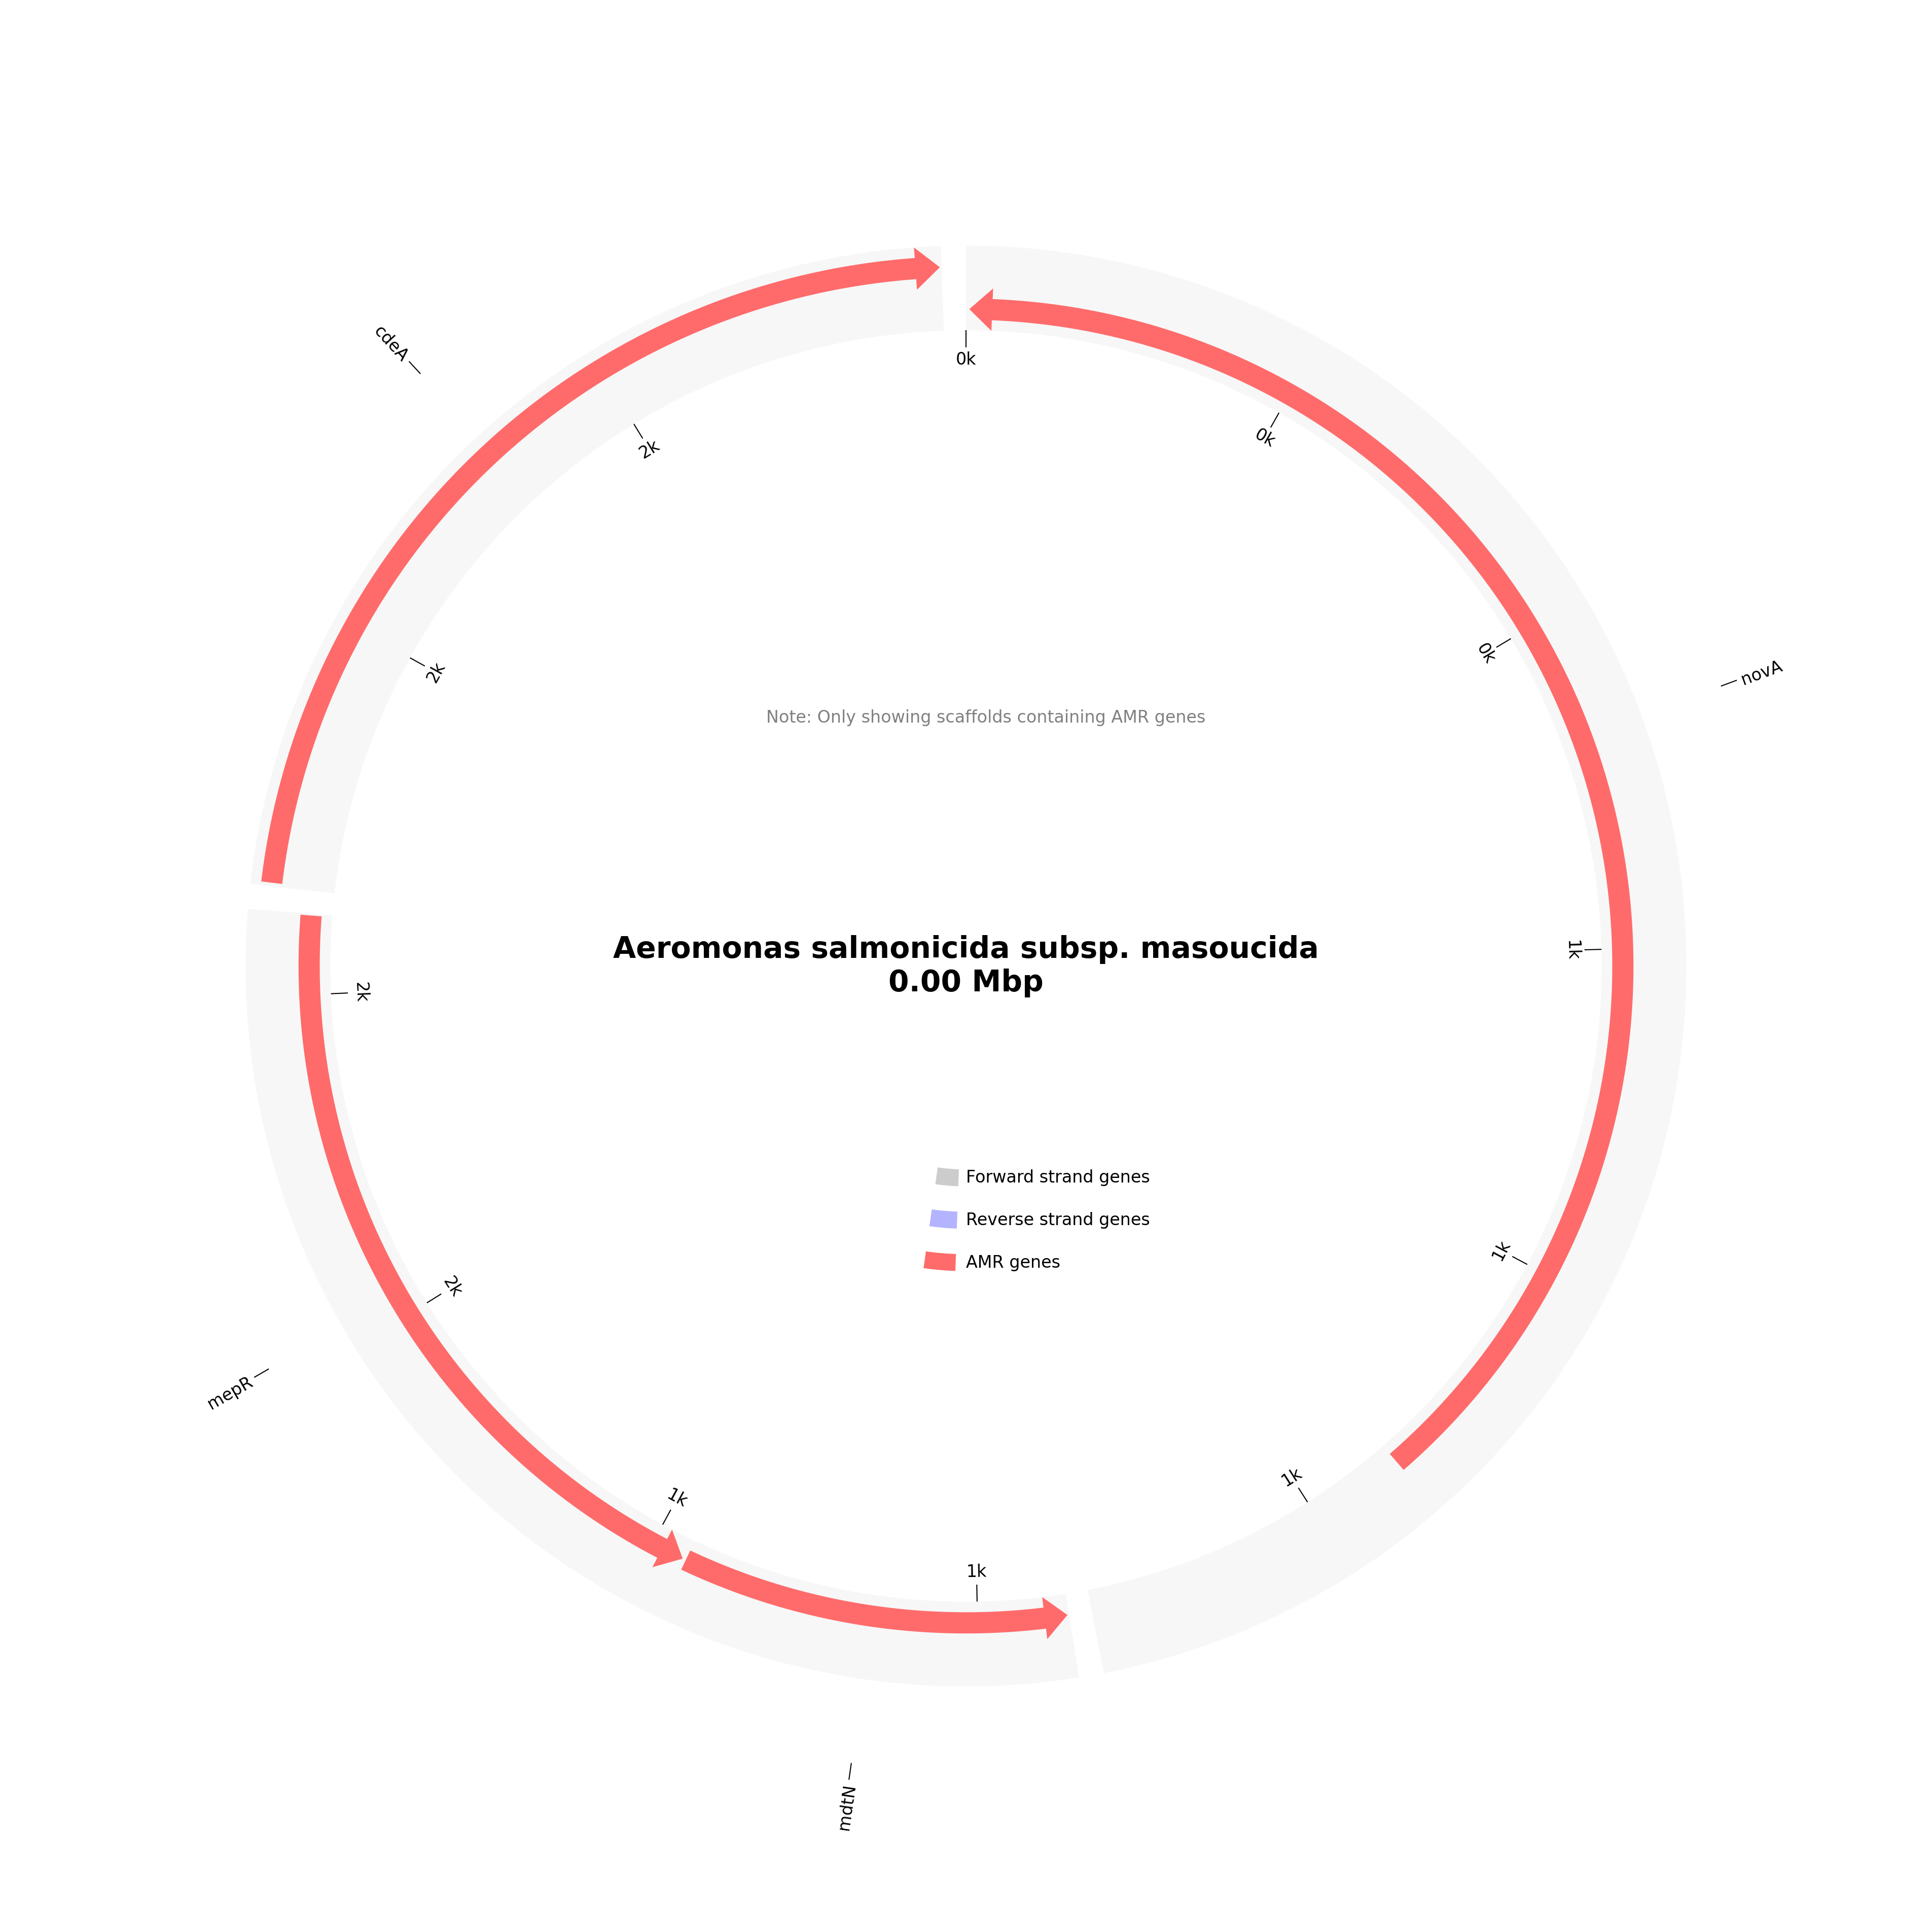 cdeA
0k
2k
0k
novA
0k
2k
Note: Only showing scaffolds containing AMR genes
Aeromonas salmonicida subsp. masoucida
0.00 Mbp
1k
2k
Forward strand genes
Reverse strand genes
AMR genes
1k
2k
mepR
1k
1k
1k
mdtN